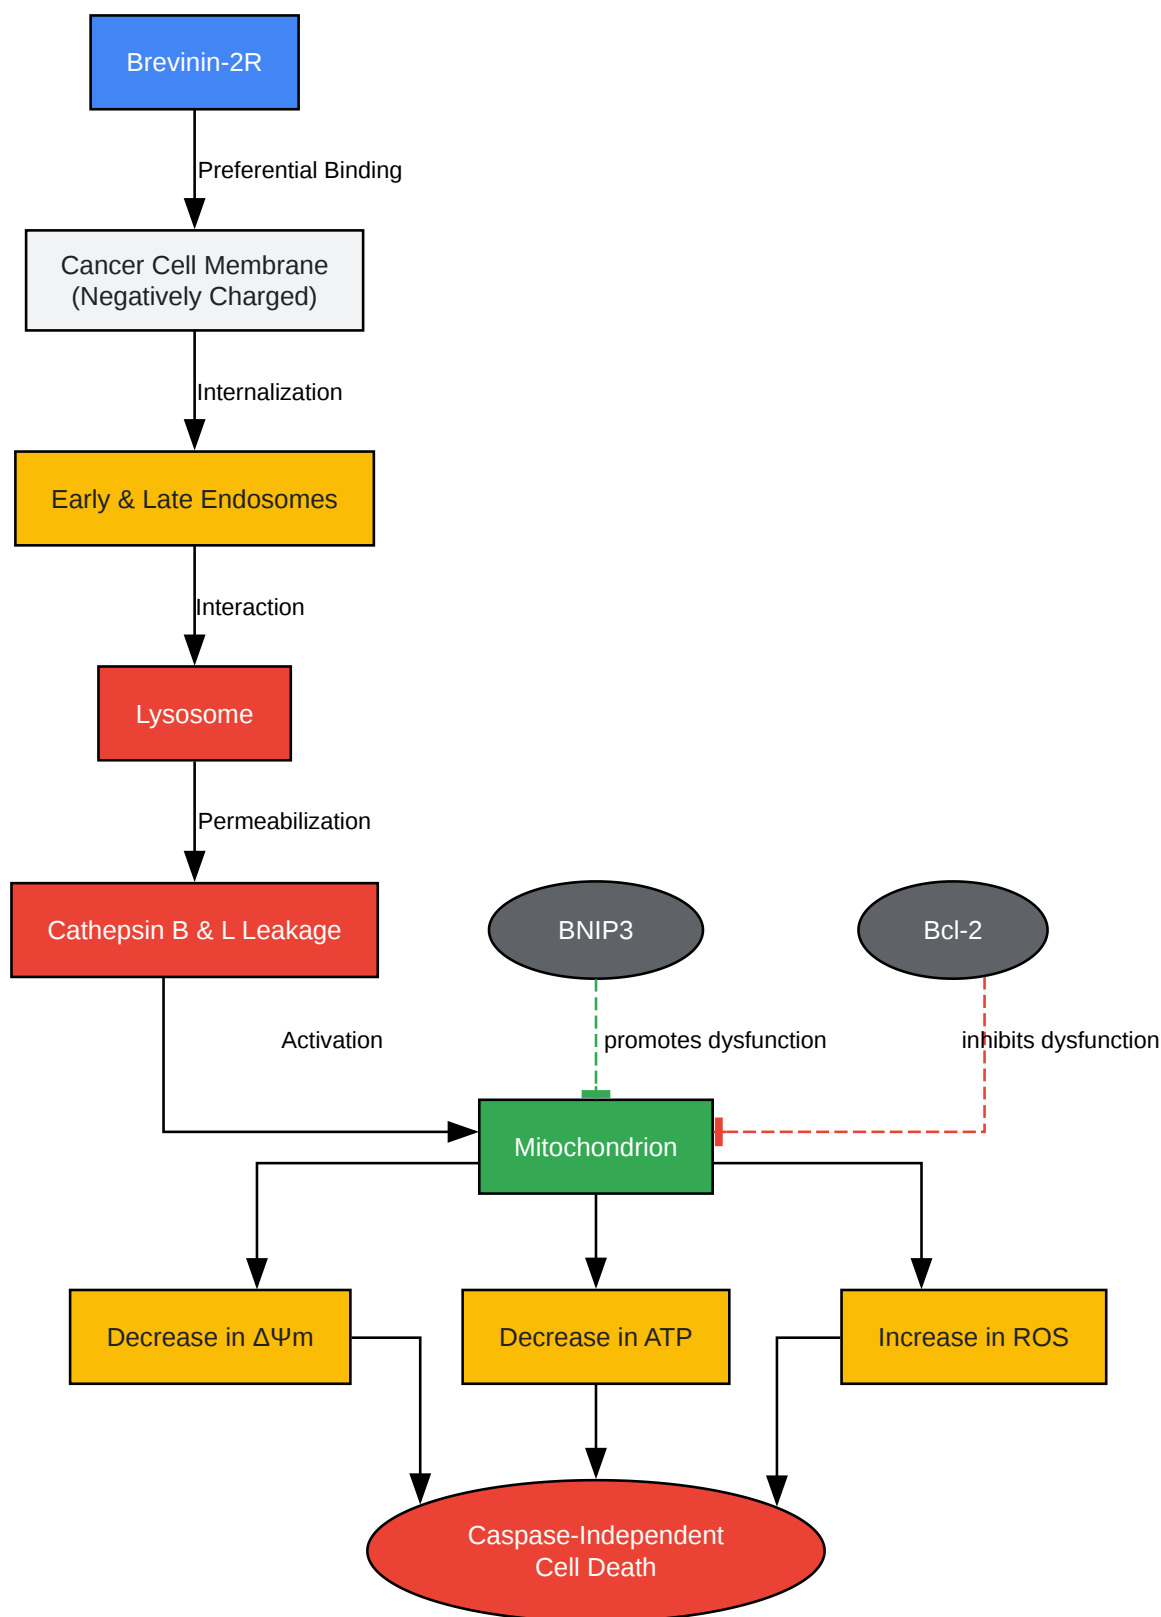 Brevinin-2R
Preferential Binding
Cancer Cell Membrane
(Negatively Charged)
Internalization
Early & Late Endosomes
Interaction
Lysosome
Permeabilization
Cathepsin B & L Leakage
BNIP3
Bcl-2
Activation
promotes dysfunction
inhibits dysfunction
Mitochondrion
Decrease in ΔΨm
Decrease in ATP
Increase in ROS
Caspase-Independent
Cell Death